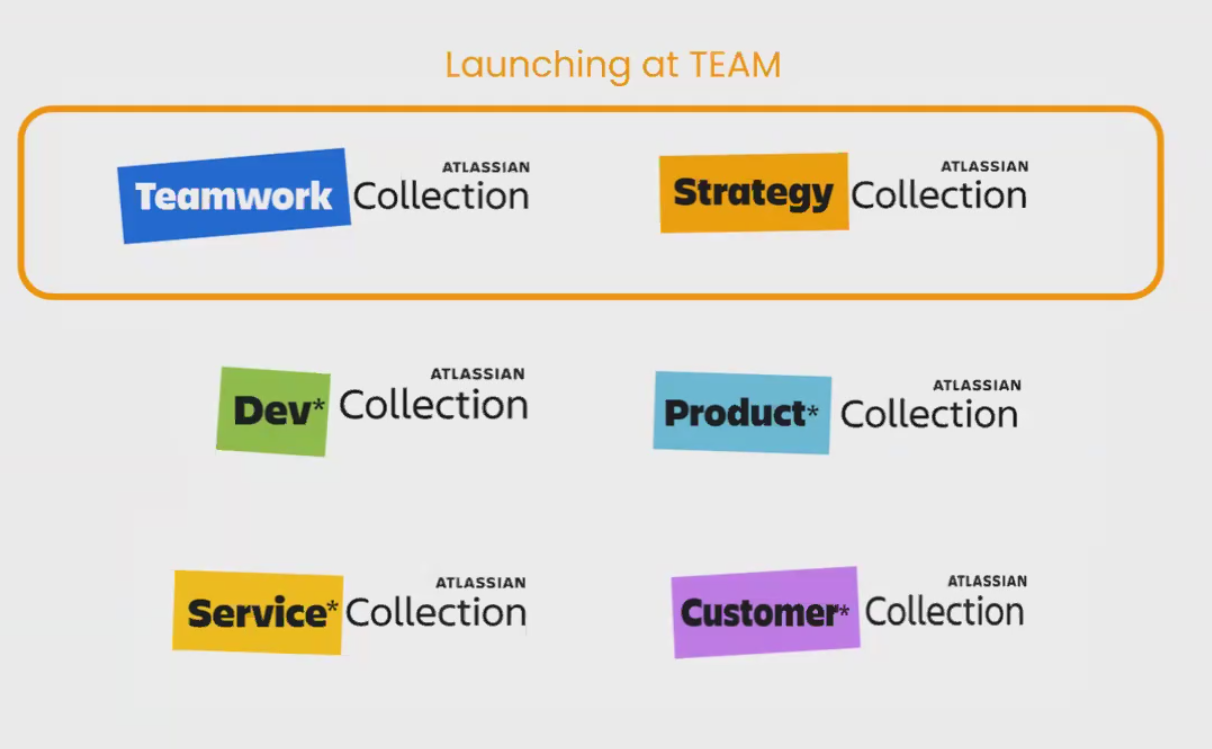 Launching at TEAM
Teamwork ATLASSIAN Collection
Strategy ATLASSIAN Collection
Dev* ATLASSIAN Collection
Product* ATLASSIAN Collection
Service* ATLASSIAN Collection
Customer* ATLASSIAN Collection